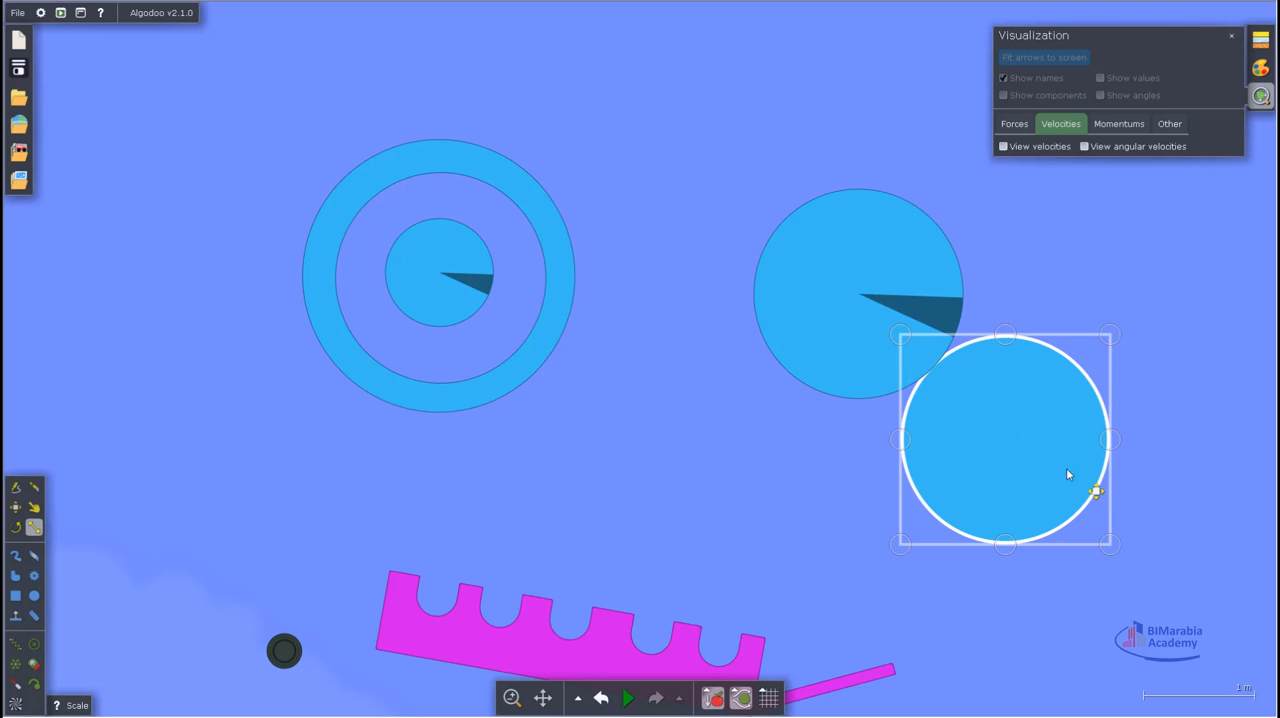 File
?
Algodoo v2.1.0
Visualization
×
Fit arrows to screen
Show names
Show values
Show components
Show angles
Forces
Velocities
Momentums
Other
View velocities
View angular velocities
BIMarabia
Academy
1 m
? Scale